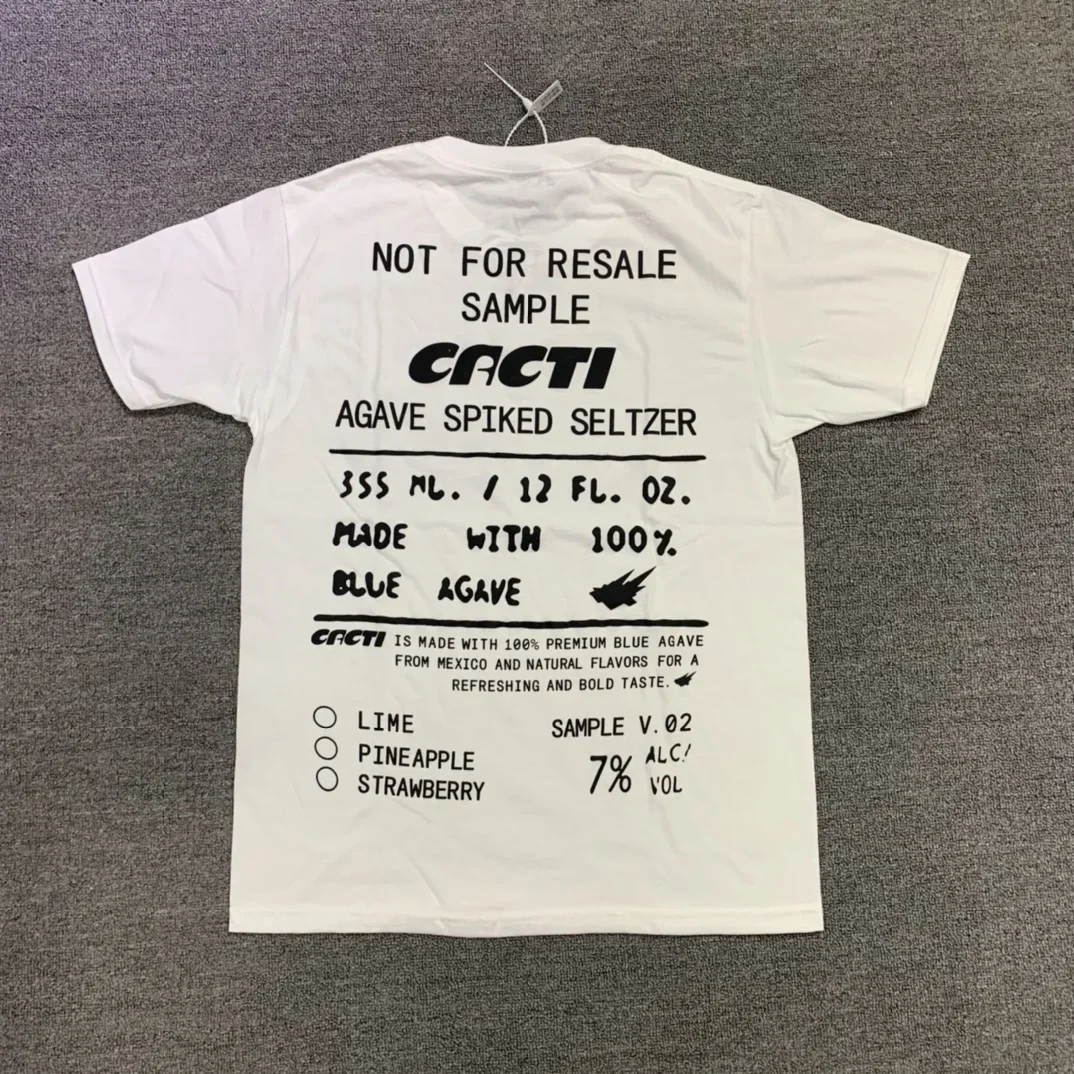 NOT FOR RESALE
SAMPLE
CACTI
AGAVE SPIKED SELTZER
355 ML. / 12 FL. OZ.
MADE WITH 100%
BLUE AGAVE
CACTI IS MADE WITH 100% PREMIUM BLUE AGAVE
FROM MEXICO AND NATURAL FLAVORS FOR A
REFRESHING AND BOLD TASTE.
LIME
PINEAPPLE
STRAWBERRY
SAMPLE V.02
7% ALC/
VOL